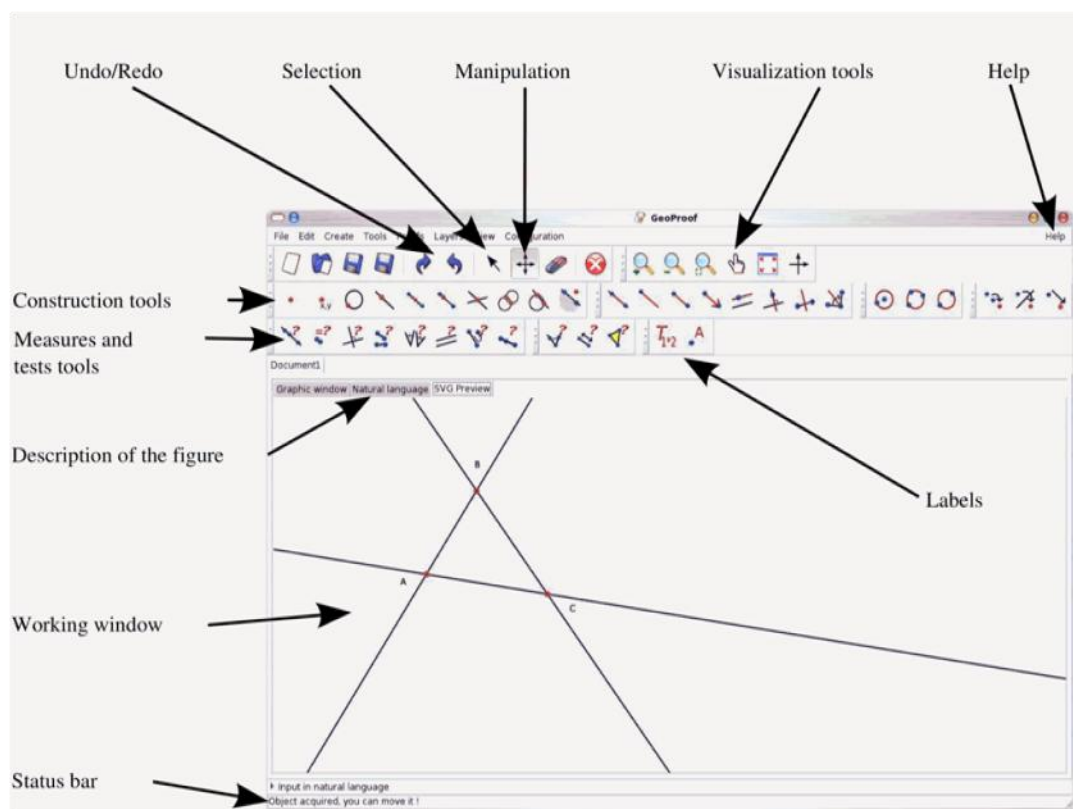 Undo/Redo Selection Manipulation Visualization tools Help
GeoProof
File Edit Create Tools Layers Configuration Help
Construction tools
Measures and
tests tools
Document1
Graphic window Natural language SVG Preview
Description of the figure
B
Labels
A
C
Working window
Status bar
Input in natural language
Object acquired, you can move it !